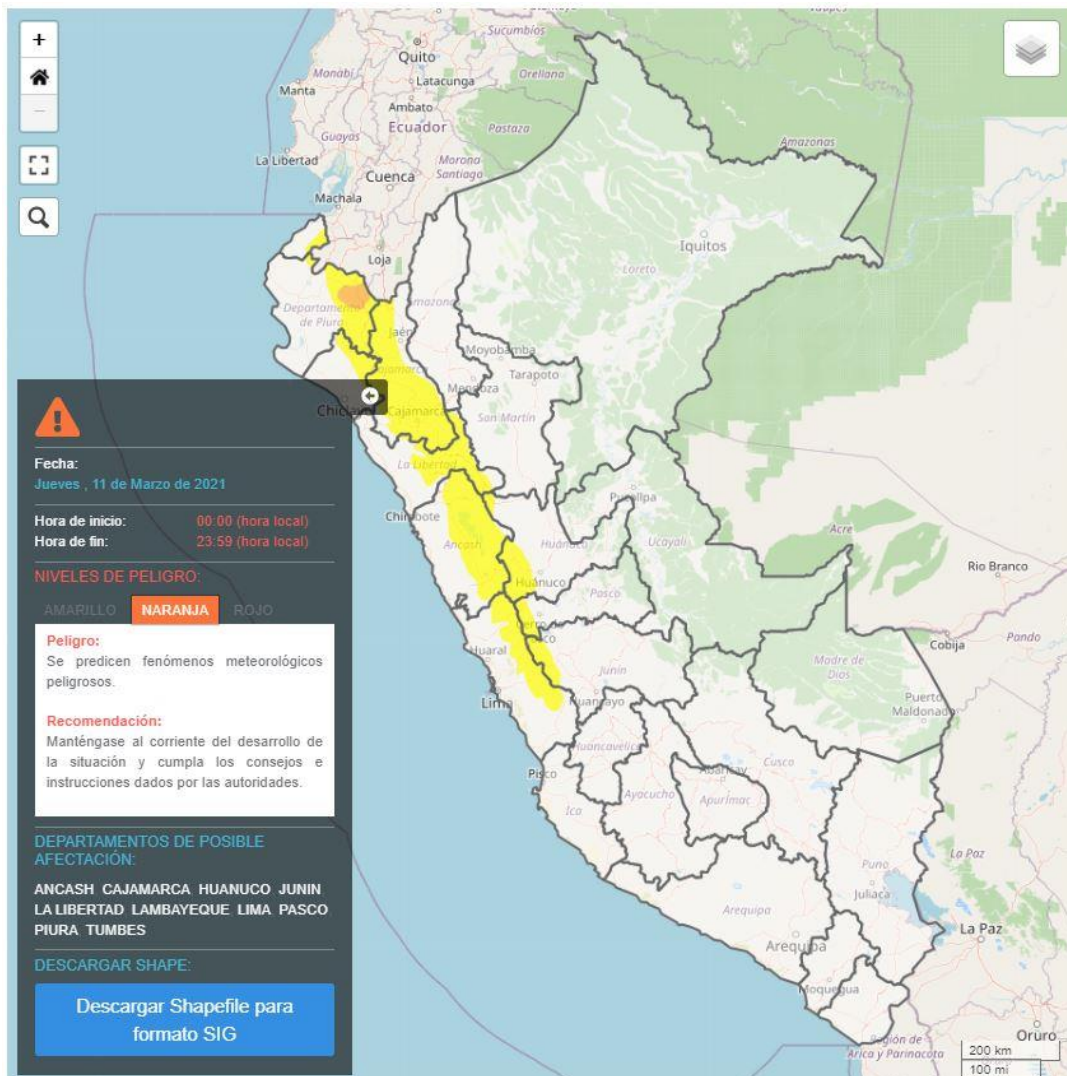 Vaupés
Sucumbíos
Quito
Manabí
Orellana
Manta
Latacunga
Ambato
Ecuador
Pastaza
Amazonas
Guayas
La Libertad
Morona
Santiago
Cuenca
Machala
Iquitos
Loja
Loreto
Departamento
de Piura
Jaén
Moyobamba
Tarapoto
Mendoza
Cajamarca
San Martín
La Libertad
Chimbote
Ancash
Pucallpa
Acre
Ucayali
Huánuco
Huánuco
Rio Branco
Pasco
Huaral
Junin
Cobija
Pando
Madre de
Dios
Puerto
Maldonado
Lima
Huancayo
Huancavelica
Cusco
Pisco
Abancay
Ayacucho
Apurímac
Ica
Puno
La Paz
Juliaca
Arequipa
La Paz
Arequipa
Moquegua
Región de
Arica y Parinacota
Oruro
200 km
100 mi
+
−
Fecha:
Jueves , 11 de Marzo de 2021
Hora de inicio: 00:00 (hora local)
Hora de fin: 23:59 (hora local)
NIVELES DE PELIGRO:
AMARILLO NARANJA ROJO
Peligro:
Se predicen fenómenos meteorológicos
peligrosos.
Recomendación:
Manténgase al corriente del desarrollo de
la situación y cumpla los consejos e
instrucciones dados por las autoridades.
DEPARTAMENTOS DE POSIBLE
AFECTACIÓN:
ANCASH CAJAMARCA HUANUCO JUNIN
LA LIBERTAD LAMBAYEQUE LIMA PASCO
PIURA TUMBES
DESCARGAR SHAPE:
Descargar Shapefile para
formato SIG